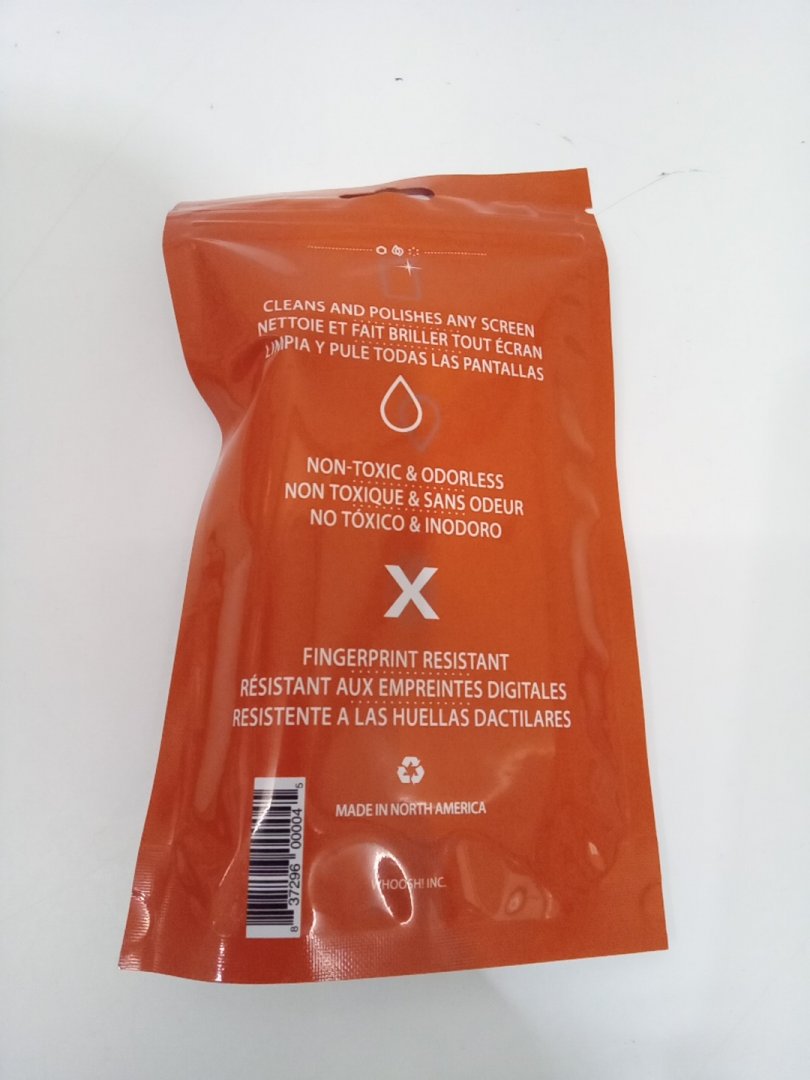 CLEANS AND POLISHES ANY SCREEN
NETTOIE ET FAIT BRILLER TOUT ÉCRAN
LIMPIA Y PULE TODAS LAS PANTALLAS
NON-TOXIC & ODORLESS
NON TOXIQUE & SANS ODEUR
NO TÓXICO & INODORO
X
FINGERPRINT RESISTANT
RÉSISTANT AUX EMPREINTES DIGITALES
RESISTENTE A LAS HUELLAS DACTILARES
MADE IN NORTH AMERICA
8 37296 00004 5
WHOOSH! INC.